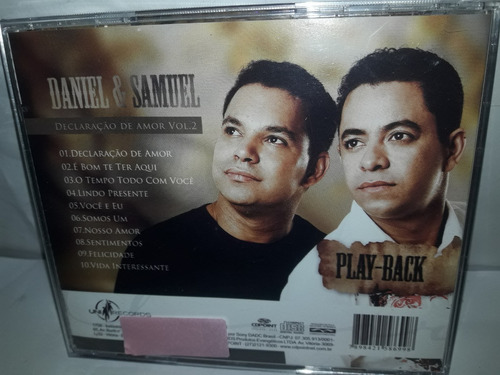 DANIEL & SAMUEL
DECLARAÇÃO DE AMOR VOL.2
01.DECLARAÇÃO DE AMOR
02.É BOM TE TER AQUI
03.O TEMPO TODO COM VOCÊ
04.LINDO PRESENTE
05.VOCÊ E EU
06.SOMOS UM
07.NOSSO AMOR
08.SENTIMENTOS
09.FELICIDADE
10.VIDA INTERESSANTE
PLAY-BACK
RECORDS
CDPOINT